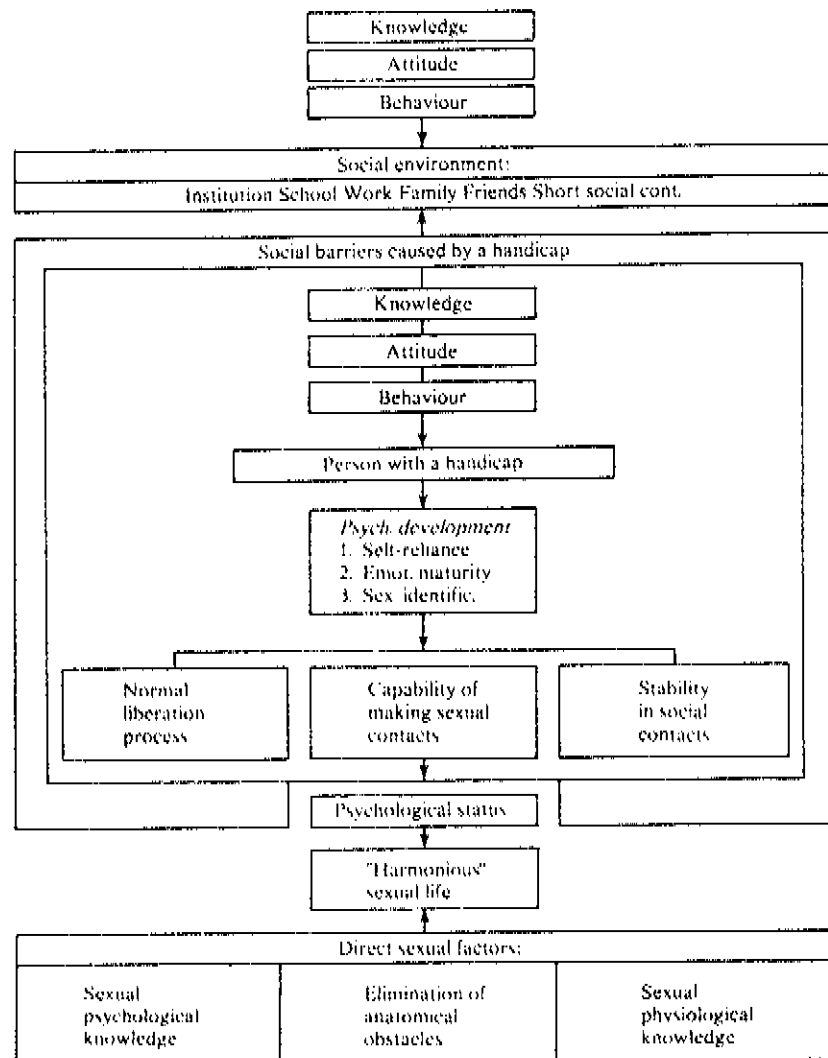 Knowledge
Attitude
Behaviour
Social environment:
Institution School Work Family Friends Short social cont.
Social barriers caused by a handicap
Knowledge
Attitude
Behaviour
Person with a handicap
Psych. development
1. Self-reliance
2. Emot. maturity
3. Sex. identific.
Normal
liberation
process
Capability of
making sexual
contacts
Stability
in social
contacts
Psychological status
"Harmonious"
sexual life
Direct sexual factors:
Sexual
psychological
knowledge
Elimination of
anatomical
obstacles
Sexual
physiological
knowledge